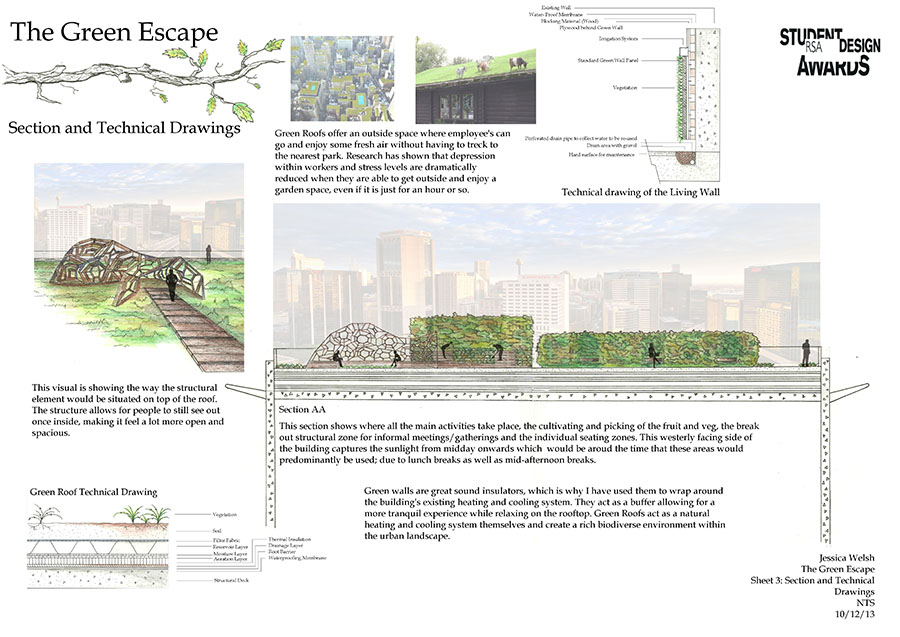 The Green Escape
Section and Technical Drawings
STUDENT
RSA DESIGN
AWARDS
Green Roofs offer an outside space where employee's can
go and enjoy some fresh air without having to treck to
the nearest park. Research has shown that depression
within workers and stress levels are dramatically
reduced when they are able to get outside and enjoy a
garden space, even if it is just for an hour or so.
Existing Wall
Water Proof Membrane
Blocking Material (Wood)
Plywood behind Green Wall
Irrigation System
Standard Green Wall Panel
Vegetation
Perforated drain pipe to collect water to be re-used
Drain area with gravel
Hard surface for maintenance
Technical drawing of the Living Wall
This visual is showing the way the structural
element would be situated on top of the roof.
The structure allows for people to still see out
once inside, making it feel a lot more open and
spacious.
Section AA
This section shows where all the main activities take place, the cultivating and picking of the fruit and veg, the break
out structural zone for informal meetings/gatherings and the individual seating zones. This westerly facing side of
the building captures the sunlight from midday onwards which would be aroud the time that these areas would
predominantly be used; due to lunch breaks as well as mid-afternoon breaks.
Green walls are great sound insulators, which is why I have used them to wrap around
the building's existing heating and cooling system. They act as a buffer allowing for a
more tranquil experience while relaxing on the rooftop. Green Roofs act as a natural
heating and cooling system themselves and create a rich biodiverse environment within
the urban landscape.
Green Roof Technical Drawing
Vegetation
Soil
Filter Fabric
Reservoir Layer
Moisture Layer
Aeration Layer
Thermal Insulation
Drainage Layer
Root Barrier
Waterproofing Membrane
Structural Deck
Jessica Welsh
The Green Escape
Sheet 3: Section and Technical
Drawings
NTS
10/12/13